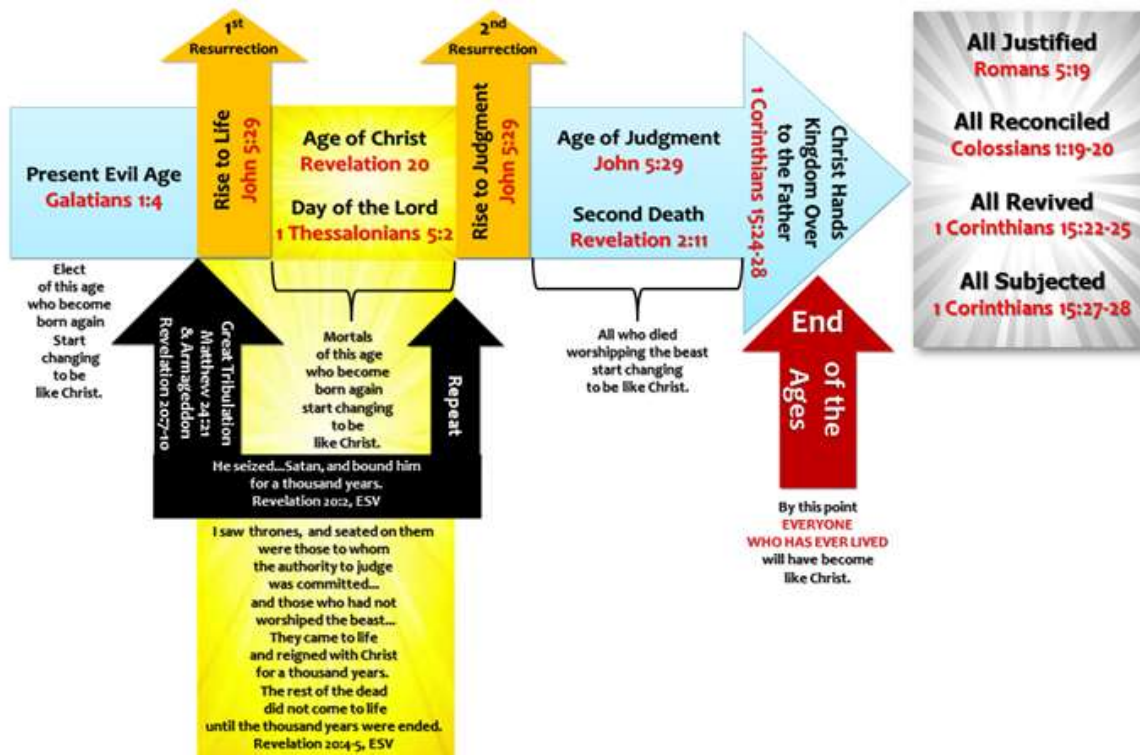 1st
Resurrection
Rise to Life
John 5:29
2nd
Resurrection
Rise to Judgment
John 5:29
Present Evil Age
Galatians 1:4
Age of Christ
Revelation 20
Day of the Lord
1 Thessalonians 5:2
Age of Judgment
John 5:29
Second Death
Revelation 2:11
Christ Hands
Kingdom Over
to the Father
1 Corinthians 15:24-28
All Justified
Romans 5:19
All Reconciled
Colossians 1:19-20
All Revived
1 Corinthians 15:22-25
All Subjected
1 Corinthians 15:27-28
Elect
of this age
who become
born again
Start
changing
to be
like Christ.
Great Tribulation
Matthew 24:21
& Armageddon
Revelation 20:7-10
Mortals
of this age
who become
born again
start changing
to be
like Christ.
Repeat
All who died
worshipping the beast
start changing
to be like Christ.
End
of the
Ages
He seized...Satan, and bound him
for a thousand years.
Revelation 20:2, ESV
By this point
EVERYONE
WHO HAS EVER LIVED
will have become
like Christ.
I saw thrones, and seated on them
were those to whom
the authority to judge
was committed...
and those who had not
worshiped the beast...
They came to life
and reigned with Christ
for a thousand years.
The rest of the dead
did not come to life
until the thousand years were ended.
Revelation 20:4-5, ESV